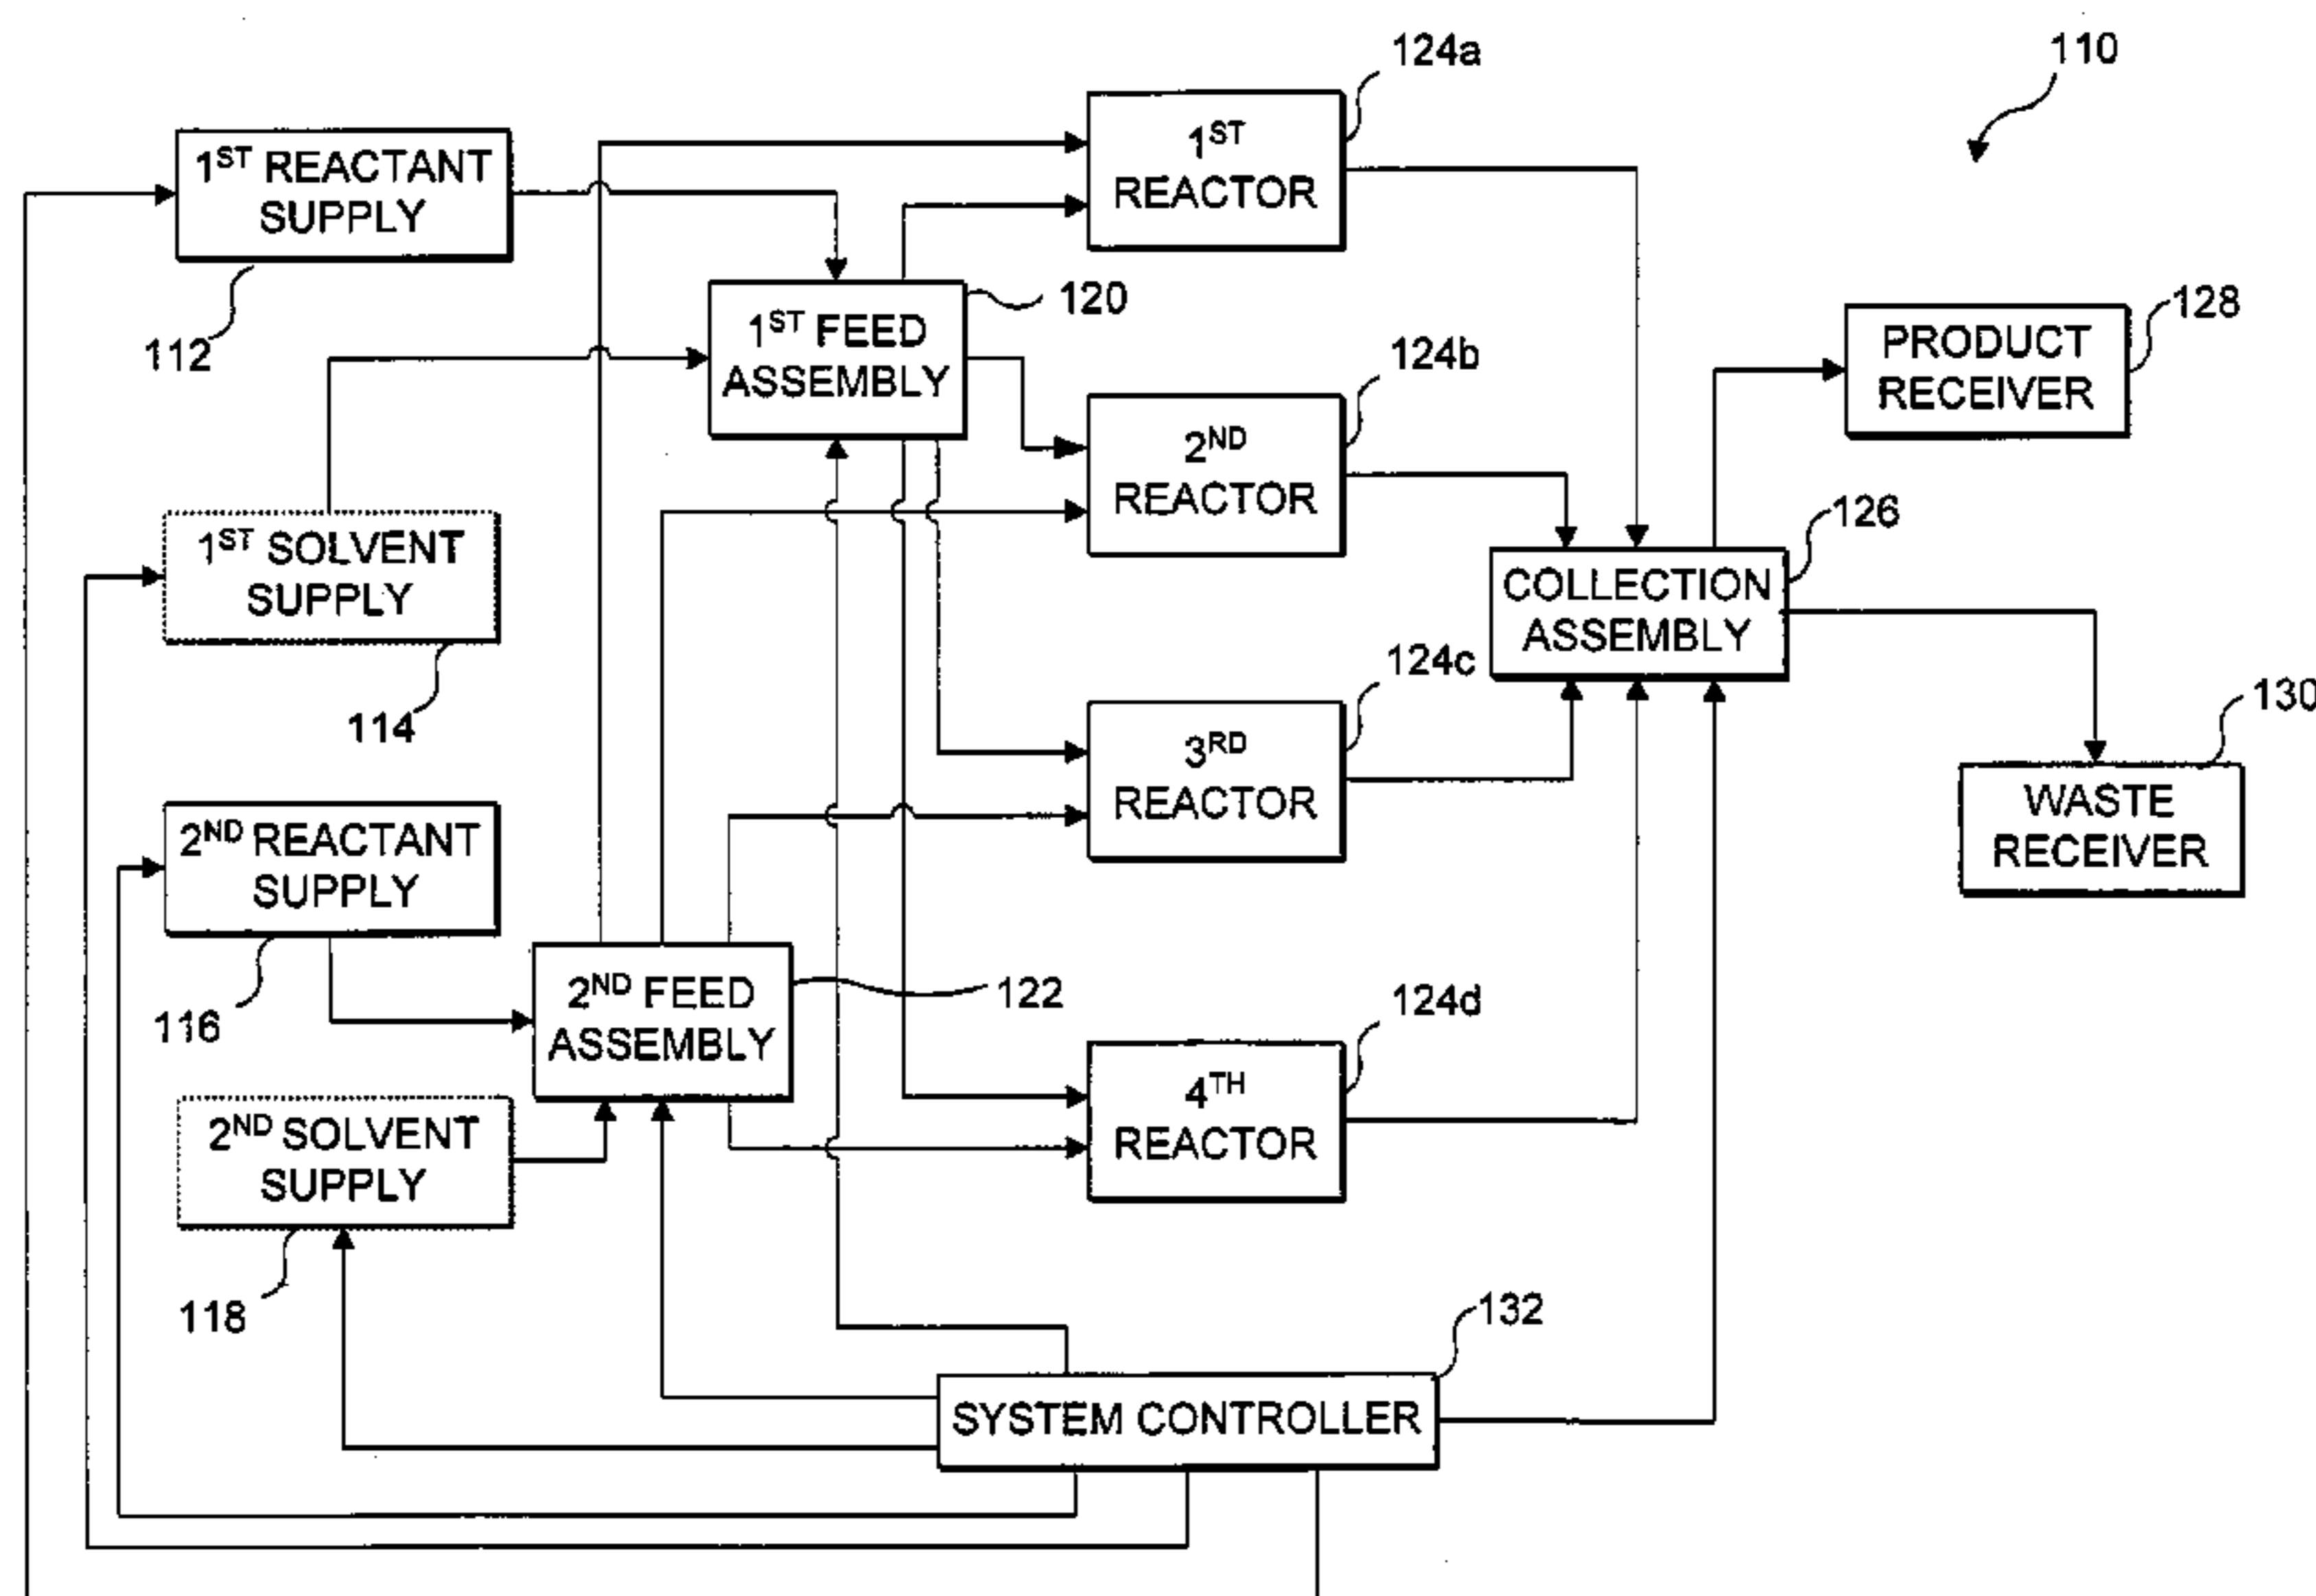 124a
110
1ST REACTANT
SUPPLY
112
1ST
REACTOR
1ST FEED
ASSEMBLY
120
124b
PRODUCT
RECEIVER
128
2ND
REACTOR
1ST SOLVENT
SUPPLY
114
126
COLLECTION
ASSEMBLY
124c
130
3RD
REACTOR
WASTE
RECEIVER
2ND REACTANT
SUPPLY
116
2ND FEED
ASSEMBLY
122
124d
4TH
REACTOR
2ND SOLVENT
SUPPLY
118
132
SYSTEM CONTROLLER